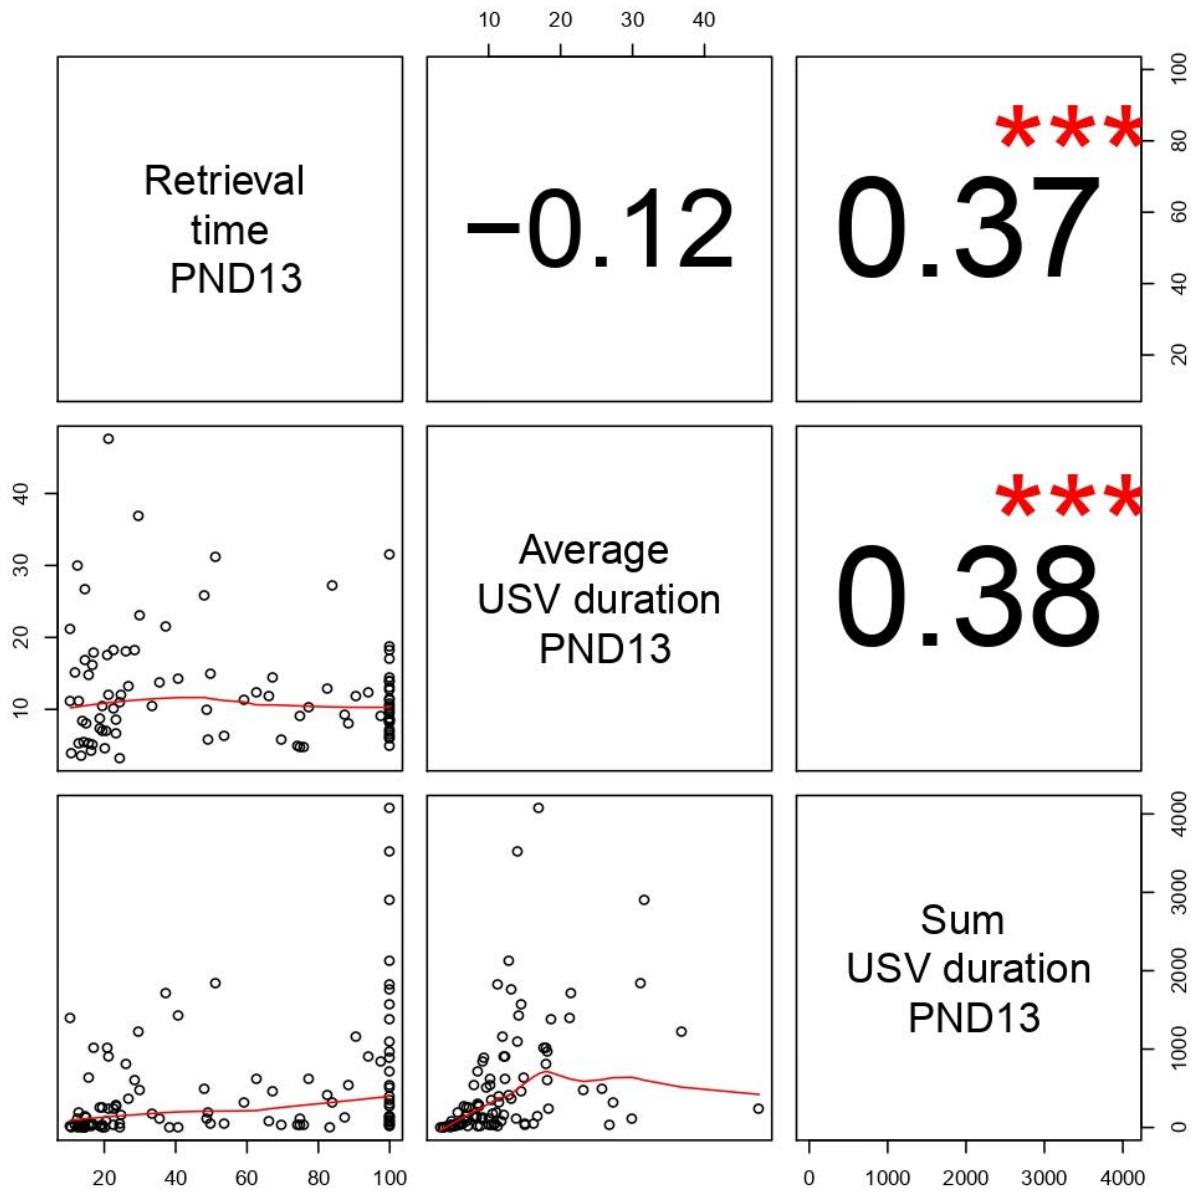 10 20 30 40
Retrieval
time
PND13
−0.12
***
0.37
100
80
60
40
20
40
30
20
10
Average
USV duration
PND13
***
0.38
Sum
USV duration
PND13
4000
3000
2000
1000
0
20 40 60 80 100
0 1000 2000 3000 4000